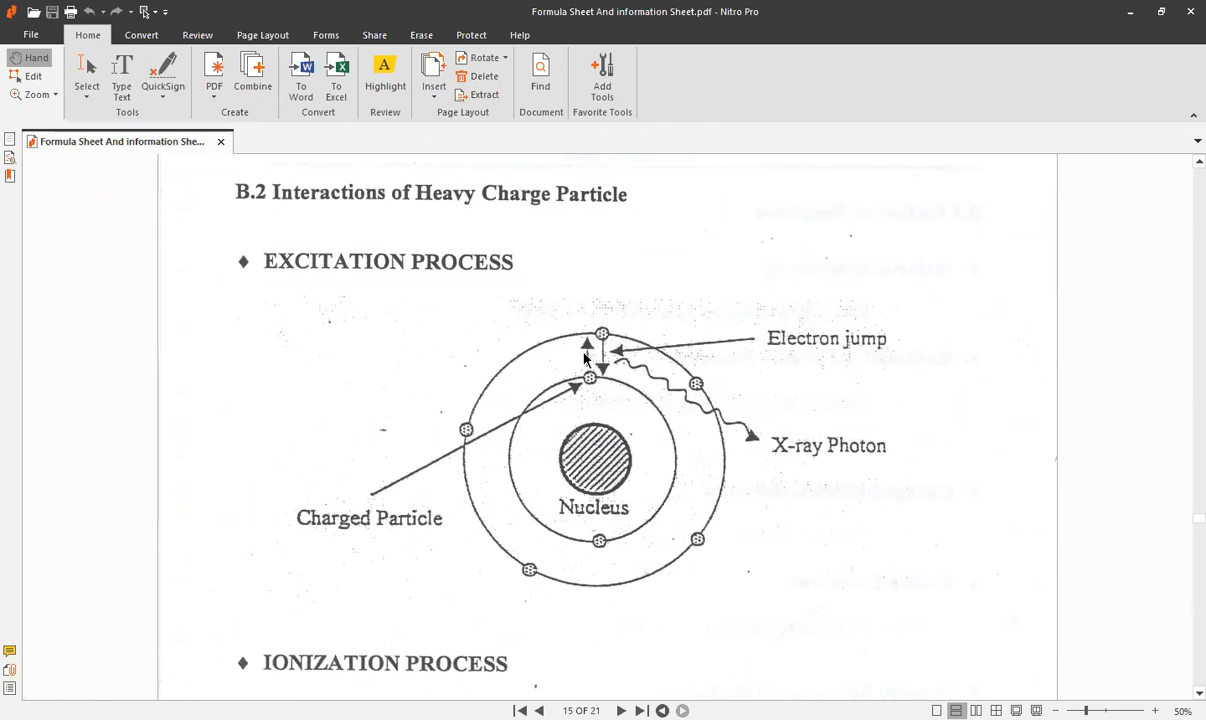 Formula Sheet And information Sheet.pdf - Nitro Pro
File Home Convert Review Page Layout Forms Share Erase Protect Help
Hand
Edit
Zoom
Select
Type Text
QuickSign
PDF
Combine
To Word
To Excel
Highlight
Insert
Rotate
Delete
Extract
Find
Add Tools
Tools Create Convert Review Page Layout Document Favorite Tools
Formula Sheet And information She...
B.2 Interactions of Heavy Charge Particle
♦ EXCITATION PROCESS
Electron jump
X-ray Photon
Nucleus
Charged Particle
♦ IONIZATION PROCESS
15 OF 21
50%